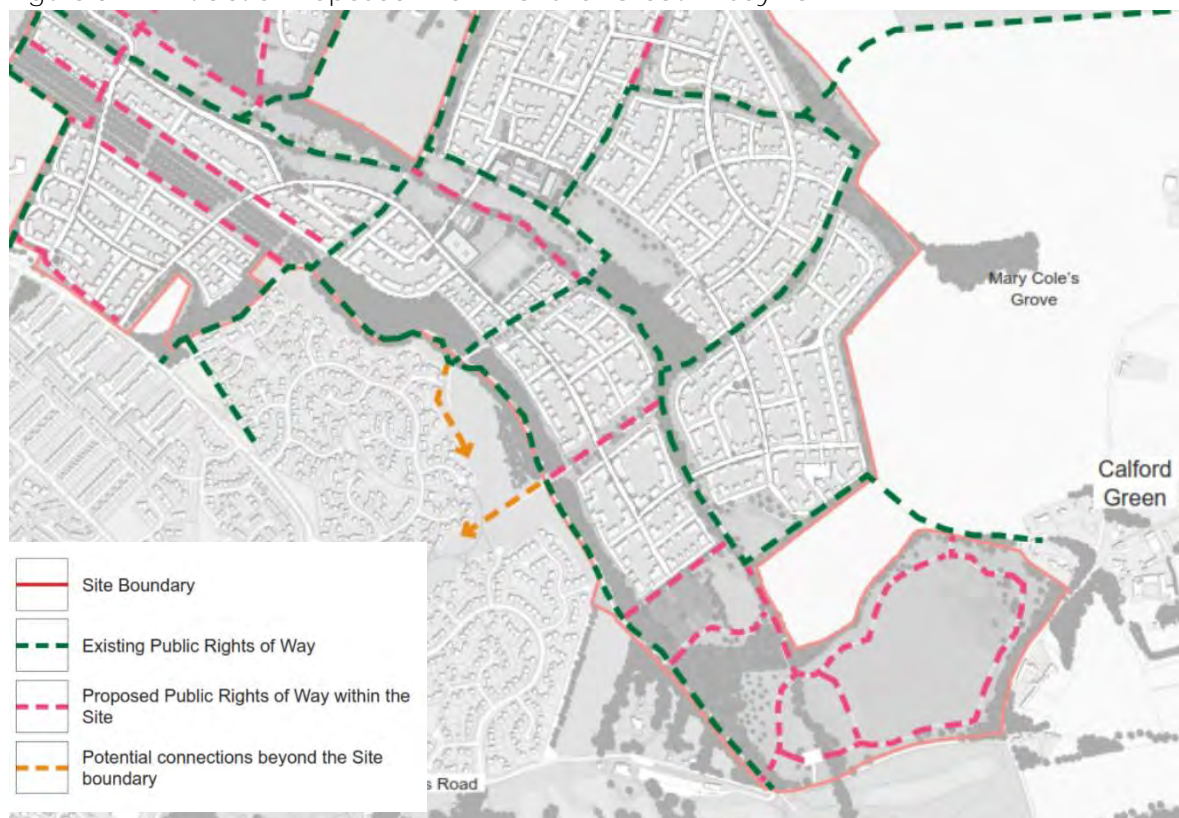 Mary Cole's
Grove
Calford
Green
Site Boundary
Existing Public Rights of Way
Proposed Public Rights of Way within the
Site
Potential connections beyond the Site
boundary
s Road